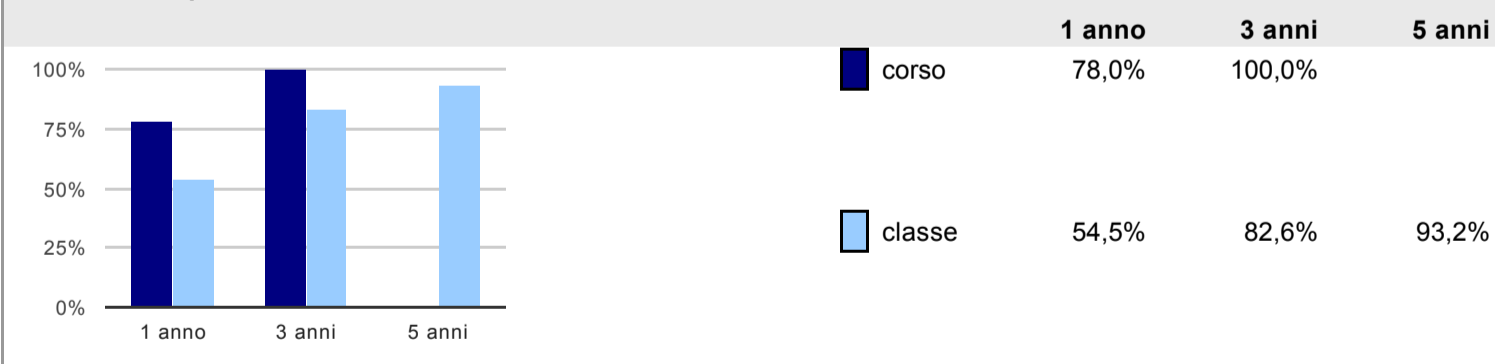 1 anno 3 anni 5 anni
100%
75%
50%
25%
0%
1 anno 3 anni 5 anni
corso 78,0% 100,0%
classe 54,5% 82,6% 93,2%